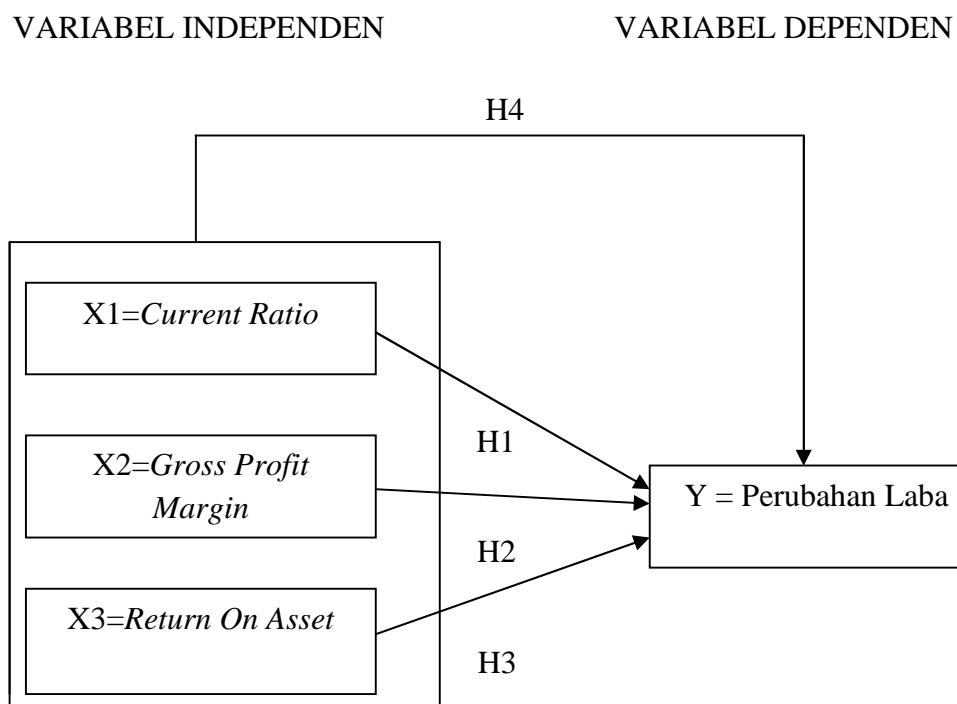 VARIABEL INDEPENDEN
VARIABEL DEPENDEN
H4
X1=Current Ratio
H1
X2=Gross Profit
Margin
Y = Perubahan Laba
H2
X3=Return On Asset
H3